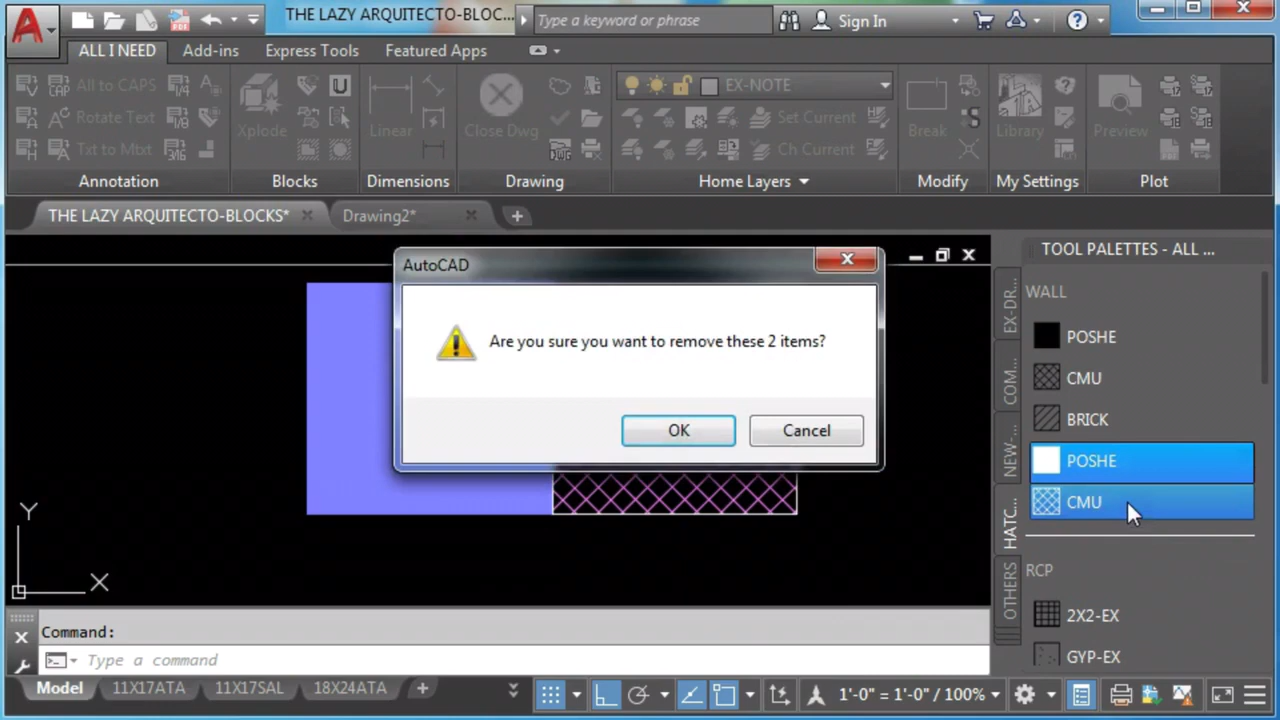 THE LAZY ARQUITECTO-BLOC...
Type a keyword or phrase
Sign In
ALL I NEED
Add-ins
Express Tools
Featured Apps
All to CAPS
Rotate Text
Txt to Mtxt
Annotation
Xplode
Blocks
Linear
Dimensions
Close Dwg
Drawing
EX-NOTE
Set Current
Ch Current
Home Layers
Break
Modify
Library
My Settings
Preview
Plot
THE LAZY ARQUITECTO-BLOCKS*
Drawing2*
AutoCAD
Are you sure you want to remove these 2 items?
OK
Cancel
TOOL PALETTES - ALL ...
EX-DR...
COM...
NEW-...
HATC...
OTHERS
WALL
POSHE
CMU
BRICK
POSHE
CMU
RCP
2X2-EX
GYP-EX
Y
X
Command:
Type a command
Model
11X17ATA
11X17SAL
18X24ATA
1'-0" = 1'-0" / 100%